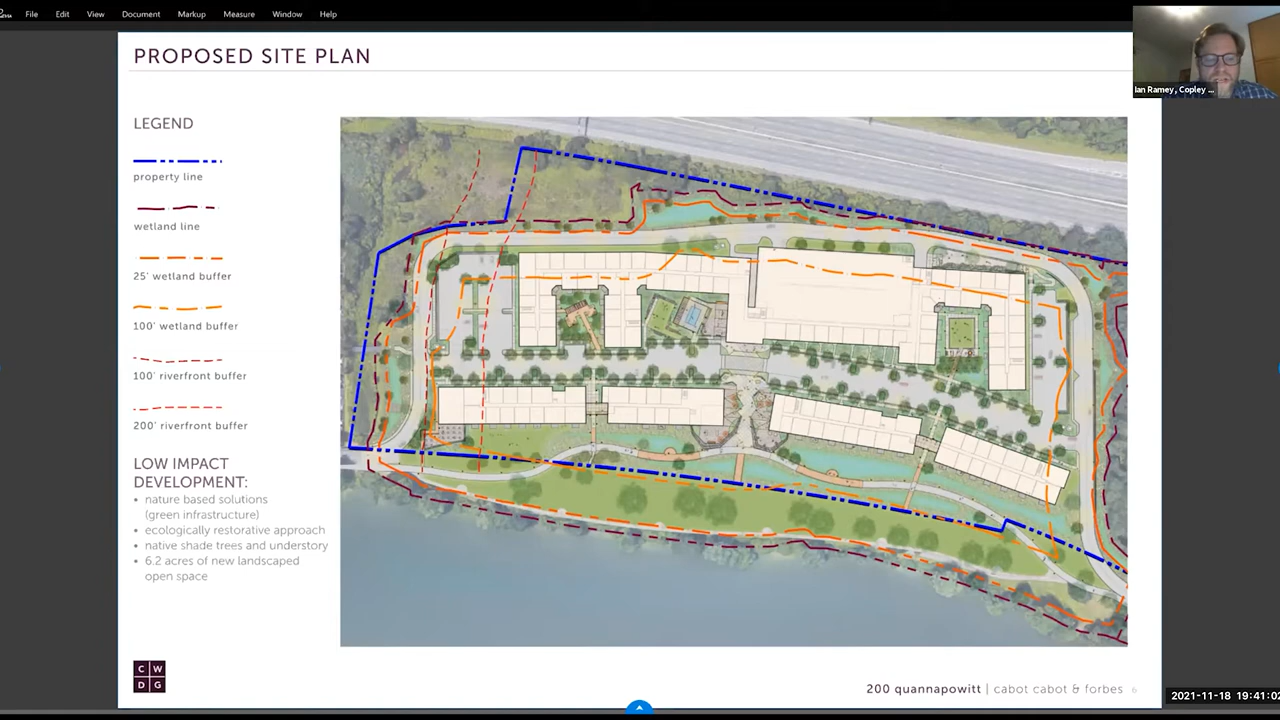 File Edit View Document Markup Measure Window Help
PROPOSED SITE PLAN
Ian Ramey, Copley ...
LEGEND
property line
wetland line
25' wetland buffer
100' wetland buffer
100' riverfront buffer
200' riverfront buffer
LOW IMPACT
DEVELOPMENT:
• nature based solutions
(green infrastructure)
• ecologically restorative approach
• native shade trees and understory
• 6.2 acres of new landscaped
open space
C W
D G
200 quannapowitt | cabot cabot & forbes 6
2021-11-18 19:41:02